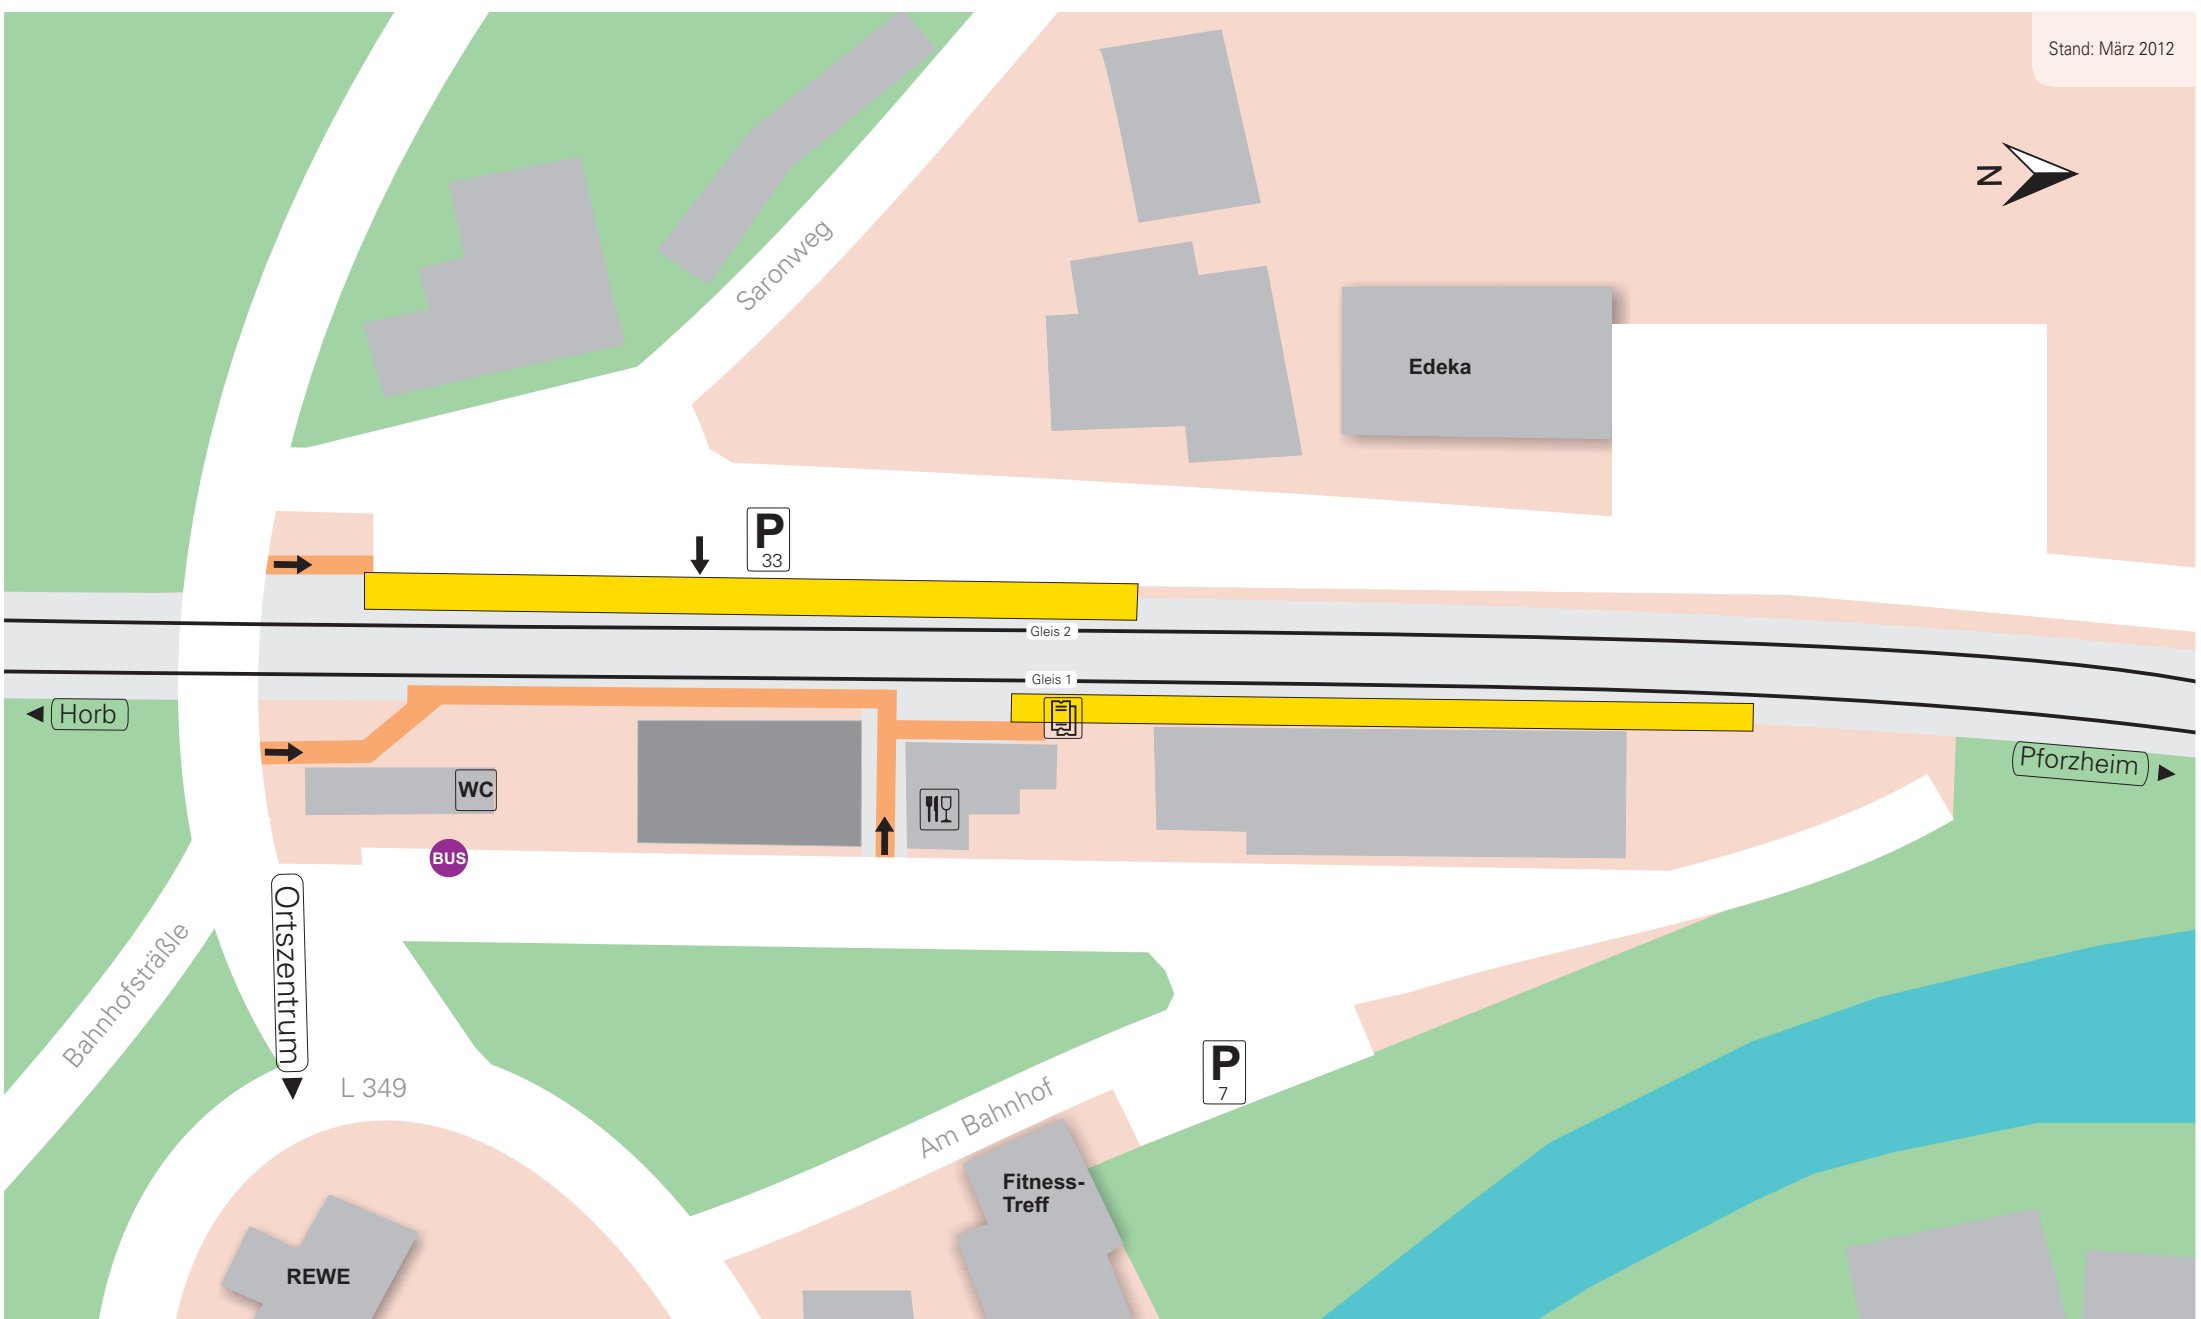 Stand: März 2012
N
Saronweg
Edeka
P
33
Gleis 2
Gleis 1
Horb
Pforzheim
WC
BUS
Ortszentrum
Bahnhofsträßle
L 349
Am Bahnhof
P
7
Fitness-
Treff
REWE